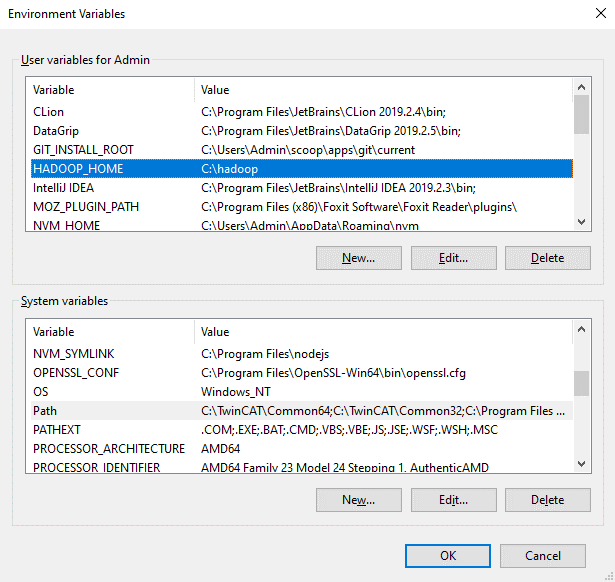 Environment Variables
User variables for Admin
Variable Value
CLion C:\Program Files\JetBrains\CLion 2019.2.4\bin;
DataGrip C:\Program Files\JetBrains\DataGrip 2019.2.5\bin;
GIT_INSTALL_ROOT C:\Users\Admin\scoop\apps\git\current
HADOOP_HOME C:\hadoop
IntelliJ IDEA C:\Program Files\JetBrains\IntelliJ IDEA 2019.2.3\bin;
MOZ_PLUGIN_PATH C:\Program Files (x86)\Foxit Software\Foxit Reader\plugins\
NVM_HOME C:\Users\Admin\AppData\Roaming\nvm
New... Edit... Delete
System variables
Variable Value
NVM_SYMLINK C:\Program Files\nodejs
OPENSSL_CONF C:\Program Files\OpenSSL-Win64\bin\openssl.cfg
OS Windows_NT
Path C:\TwinCAT\Common64;C:\TwinCAT\Common32;C:\Program Files ...
PATHEXT .COM;.EXE;.BAT;.CMD;.VBS;.VBE;.JS;.JSE;.WSF;.WSH;.MSC
PROCESSOR_ARCHITECTURE AMD64
PROCESSOR_IDENTIFIER AMD64 Family 23 Model 24 Stepping 1, AuthenticAMD
New... Edit... Delete
OK Cancel